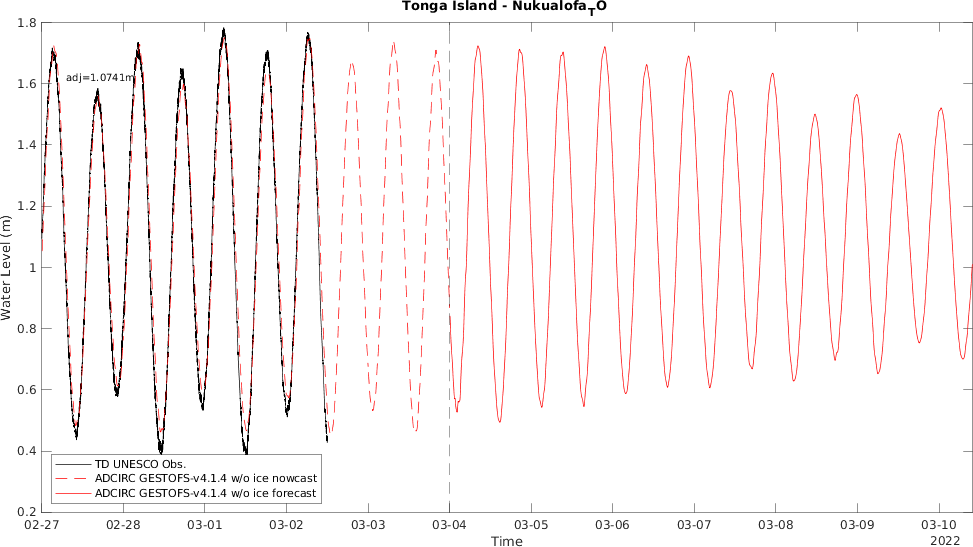 Tonga Island - NukualofaTO
1.8
1.6
1.4
1.2
1
0.8
0.6
0.4
0.2
Water Level (m)
adj=1.0741m
TD UNESCO Obs.
ADCIRC GESTOFS-v4.1.4 w/o ice nowcast
ADCIRC GESTOFS-v4.1.4 w/o ice forecast
02-27 02-28 03-01 03-02 03-03 03-04 03-05 03-06 03-07 03-08 03-09 03-10
Time 2022